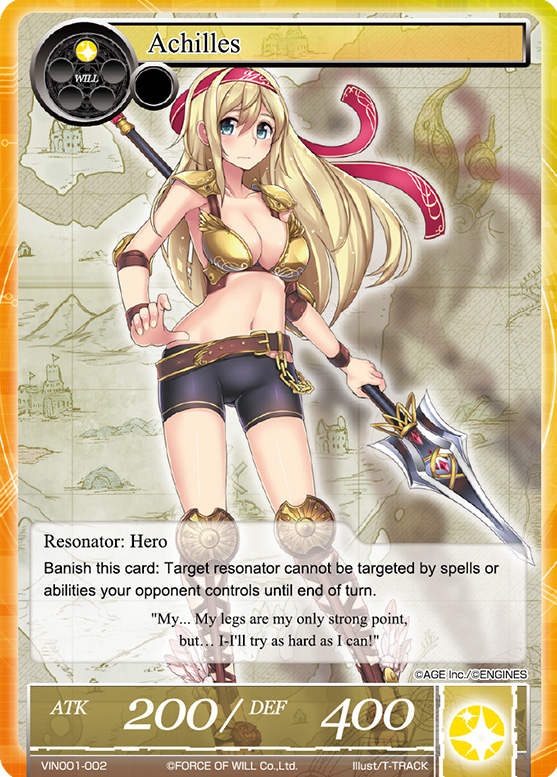 Achilles
WILL
Resonator: Hero
Banish this card: Target resonator cannot be targeted by spells or
abilities your opponent controls until end of turn.
"My... My legs are my only strong point,
but... I-I'll try as hard as I can!"
©AGE Inc./©ENGINES
ATK 200/ DEF 400
VIN001-002 ©FORCE OF WILL Co.,Ltd. Illust/T-TRACK